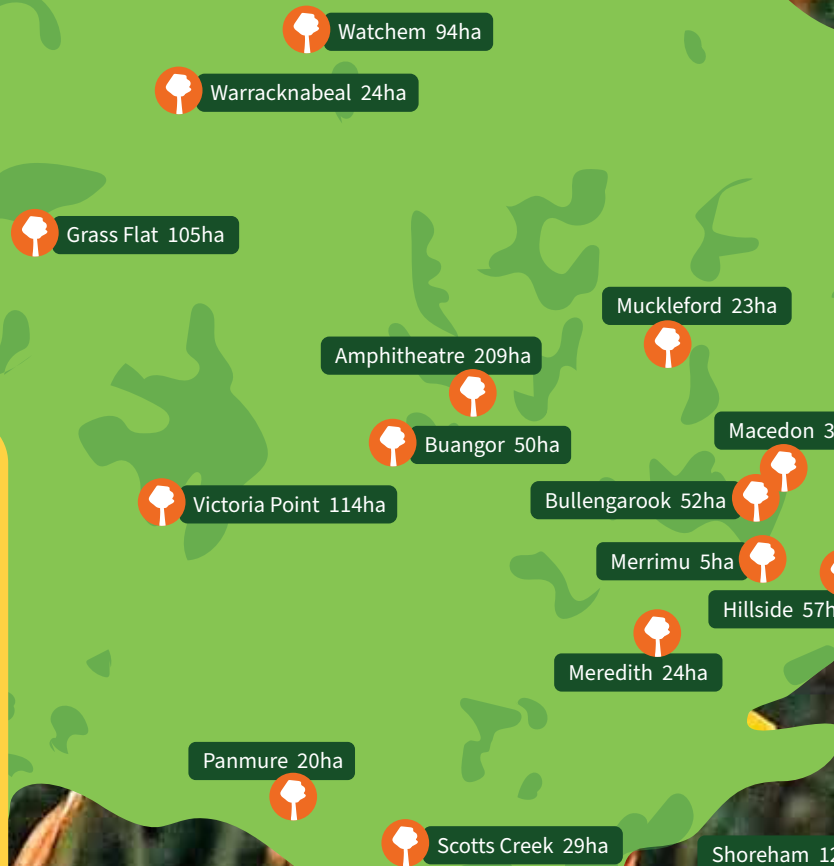 Watchem 94ha
Warracknabeal 24ha
Grass Flat 105ha
Muckleford 23ha
Amphitheatre 209ha
Macedon
Buangor 50ha
Bullengarook 52ha
Victoria Point 114ha
Merrimu 5ha
Hillside
Meredith 24ha
Panmure 20ha
Scotts Creek 29ha
Shoreham